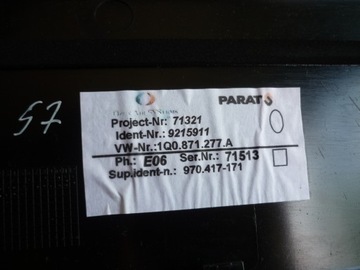 57
PARAT
Project-Nr: 71321
Ident-Nr.: 9215911
VW-Nr.:1Q0.871.277.A
Ph.: E06 Ser.Nr.: 71513
Sup.ident-n.: 970.417-171